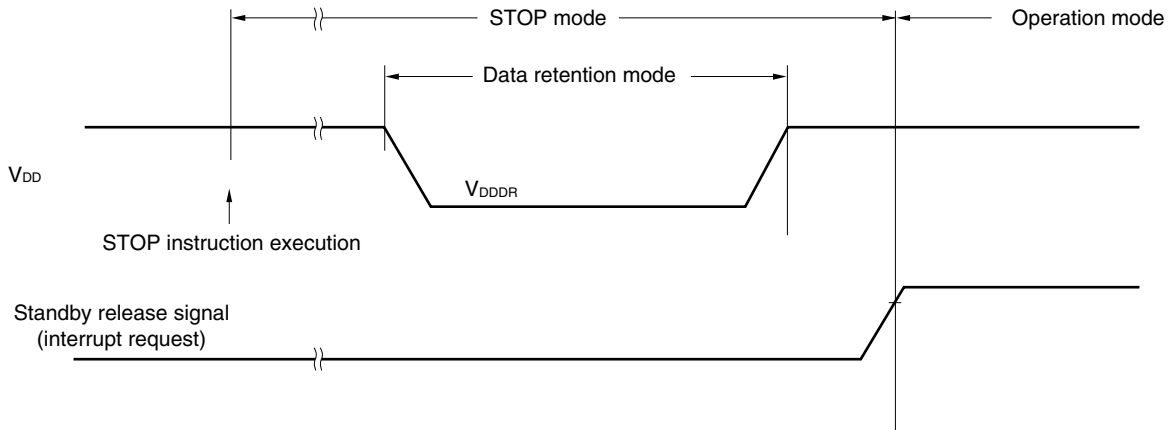 STOP mode
Operation mode
Data retention mode
VDD
VDDDR
STOP instruction execution
Standby release signal
(interrupt request)